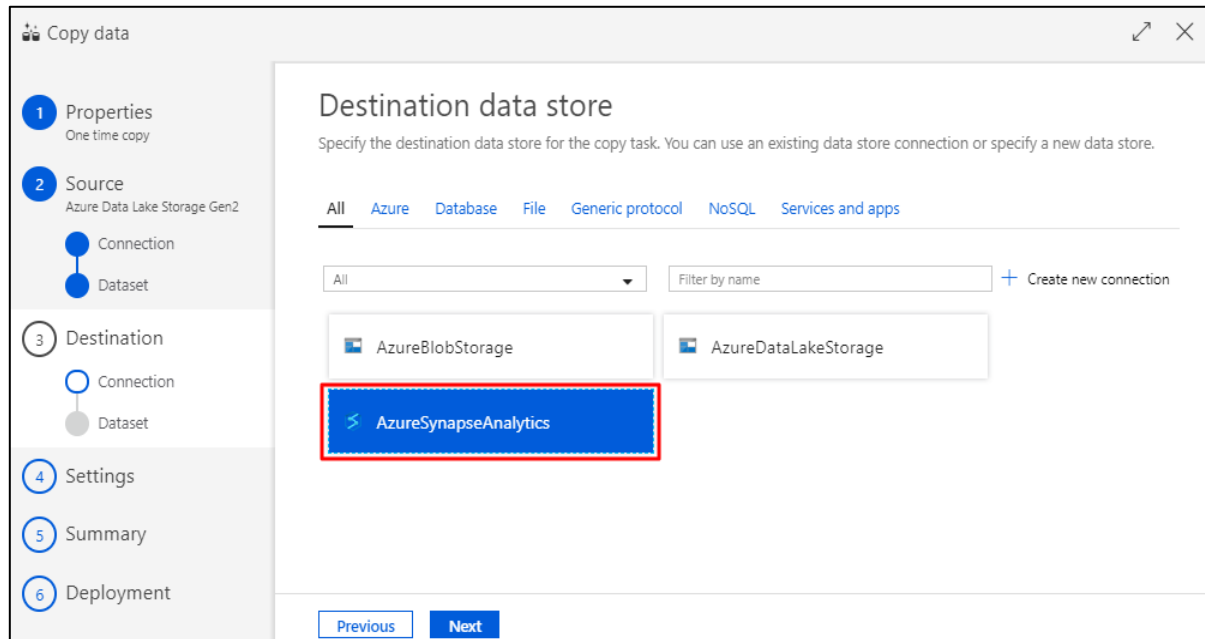 Copy data
1
Properties
One time copy
2
Source
Azure Data Lake Storage Gen2
Connection
Dataset
3
Destination
Connection
Dataset
4
Settings
5
Summary
6
Deployment
Destination data store
Specify the destination data store for the copy task. You can use an existing data store connection or specify a new data store.
All Azure Database File Generic protocol NoSQL Services and apps
All Filter by name + Create new connection
AzureBlobStorage AzureDataLakeStorage
AzureSynapseAnalytics
Previous Next